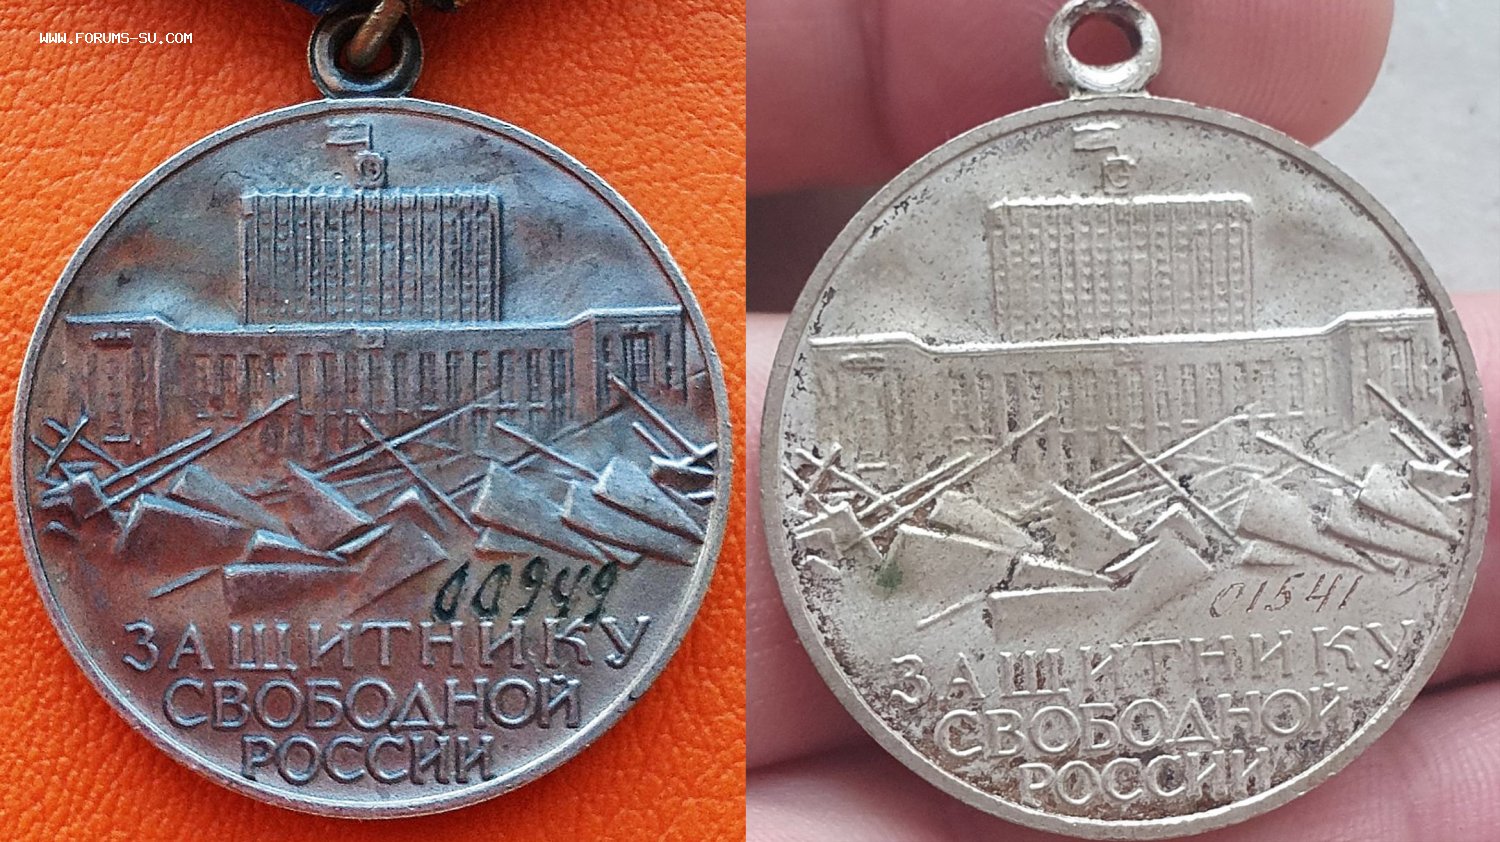 WWW.FORUMS-SU.COM
00949
ЗАЩИТНИКУ
СВОБОДНОЙ
РОССИИ
01541
ЗАЩИТНИКУ
СВОБОДНОЙ
РОССИИ